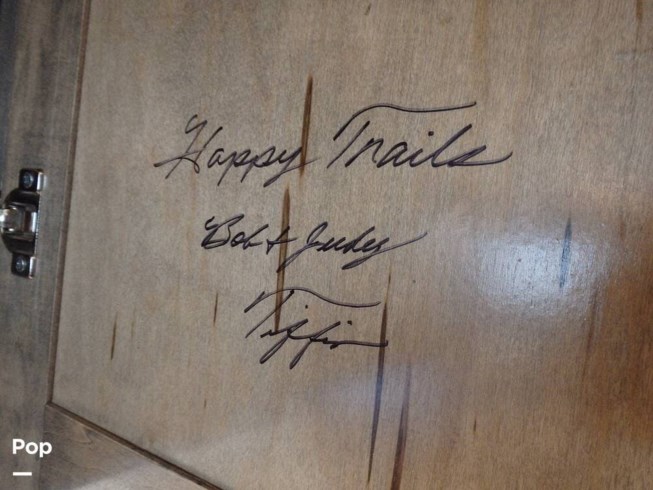 Happy Trails
Bob + Judy
Tiffin
Pop